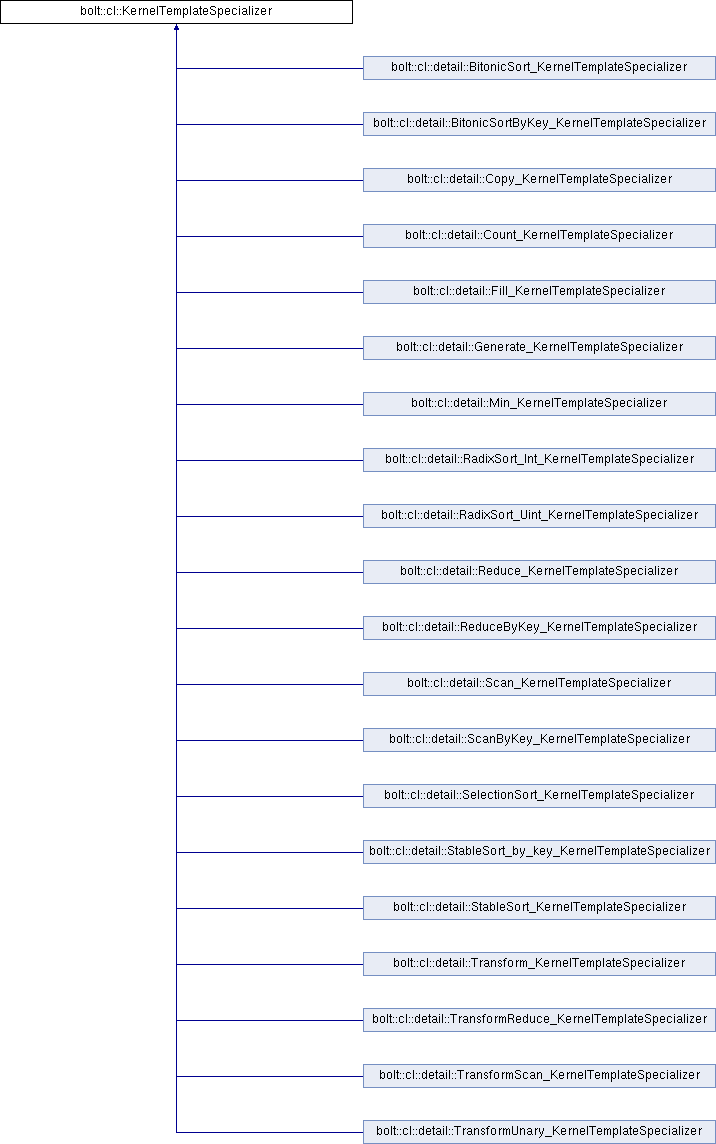 bolt::cl::KernelTemplateSpecializer
bolt::cl::detail::BitonicSort_KernelTemplateSpecializer
bolt::cl::detail::BitonicSortByKey_KernelTemplateSpecializer
bolt::cl::detail::Copy_KernelTemplateSpecializer
bolt::cl::detail::Count_KernelTemplateSpecializer
bolt::cl::detail::Fill_KernelTemplateSpecializer
bolt::cl::detail::Generate_KernelTemplateSpecializer
bolt::cl::detail::Min_KernelTemplateSpecializer
bolt::cl::detail::RadixSort_Int_KernelTemplateSpecializer
bolt::cl::detail::RadixSort_Uint_KernelTemplateSpecializer
bolt::cl::detail::Reduce_KernelTemplateSpecializer
bolt::cl::detail::ReduceByKey_KernelTemplateSpecializer
bolt::cl::detail::Scan_KernelTemplateSpecializer
bolt::cl::detail::ScanByKey_KernelTemplateSpecializer
bolt::cl::detail::SelectionSort_KernelTemplateSpecializer
bolt::cl::detail::StableSort_by_key_KernelTemplateSpecializer
bolt::cl::detail::StableSort_KernelTemplateSpecializer
bolt::cl::detail::Transform_KernelTemplateSpecializer
bolt::cl::detail::TransformReduce_KernelTemplateSpecializer
bolt::cl::detail::TransformScan_KernelTemplateSpecializer
bolt::cl::detail::TransformUnary_KernelTemplateSpecializer